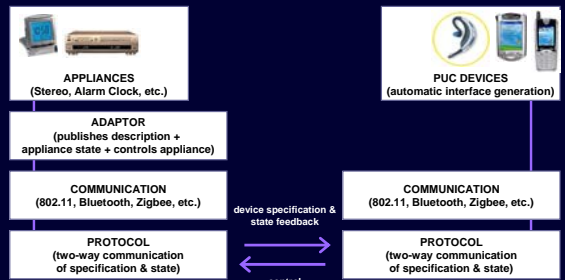 APPLIANCES
(Stereo, Alarm Clock, etc.)
PUC DEVICES
(automatic interface generation)
ADAPTOR
(publishes description +
appliance state + controls appliance)
COMMUNICATION
(802.11, Bluetooth, Zigbee, etc.)
COMMUNICATION
(802.11, Bluetooth, Zigbee, etc.)
device specification &
state feedback
PROTOCOL
(two-way communication
of specification & state)
PROTOCOL
(two-way communication
of specification & state)
control